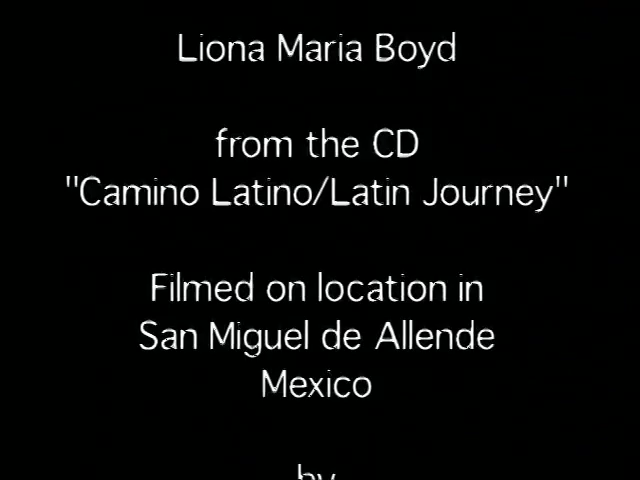 Liona Maria Boyd
from the CD
"Camino Latino/Latin Journey"
Filmed on location in
San Miguel de Allende
Mexico
by